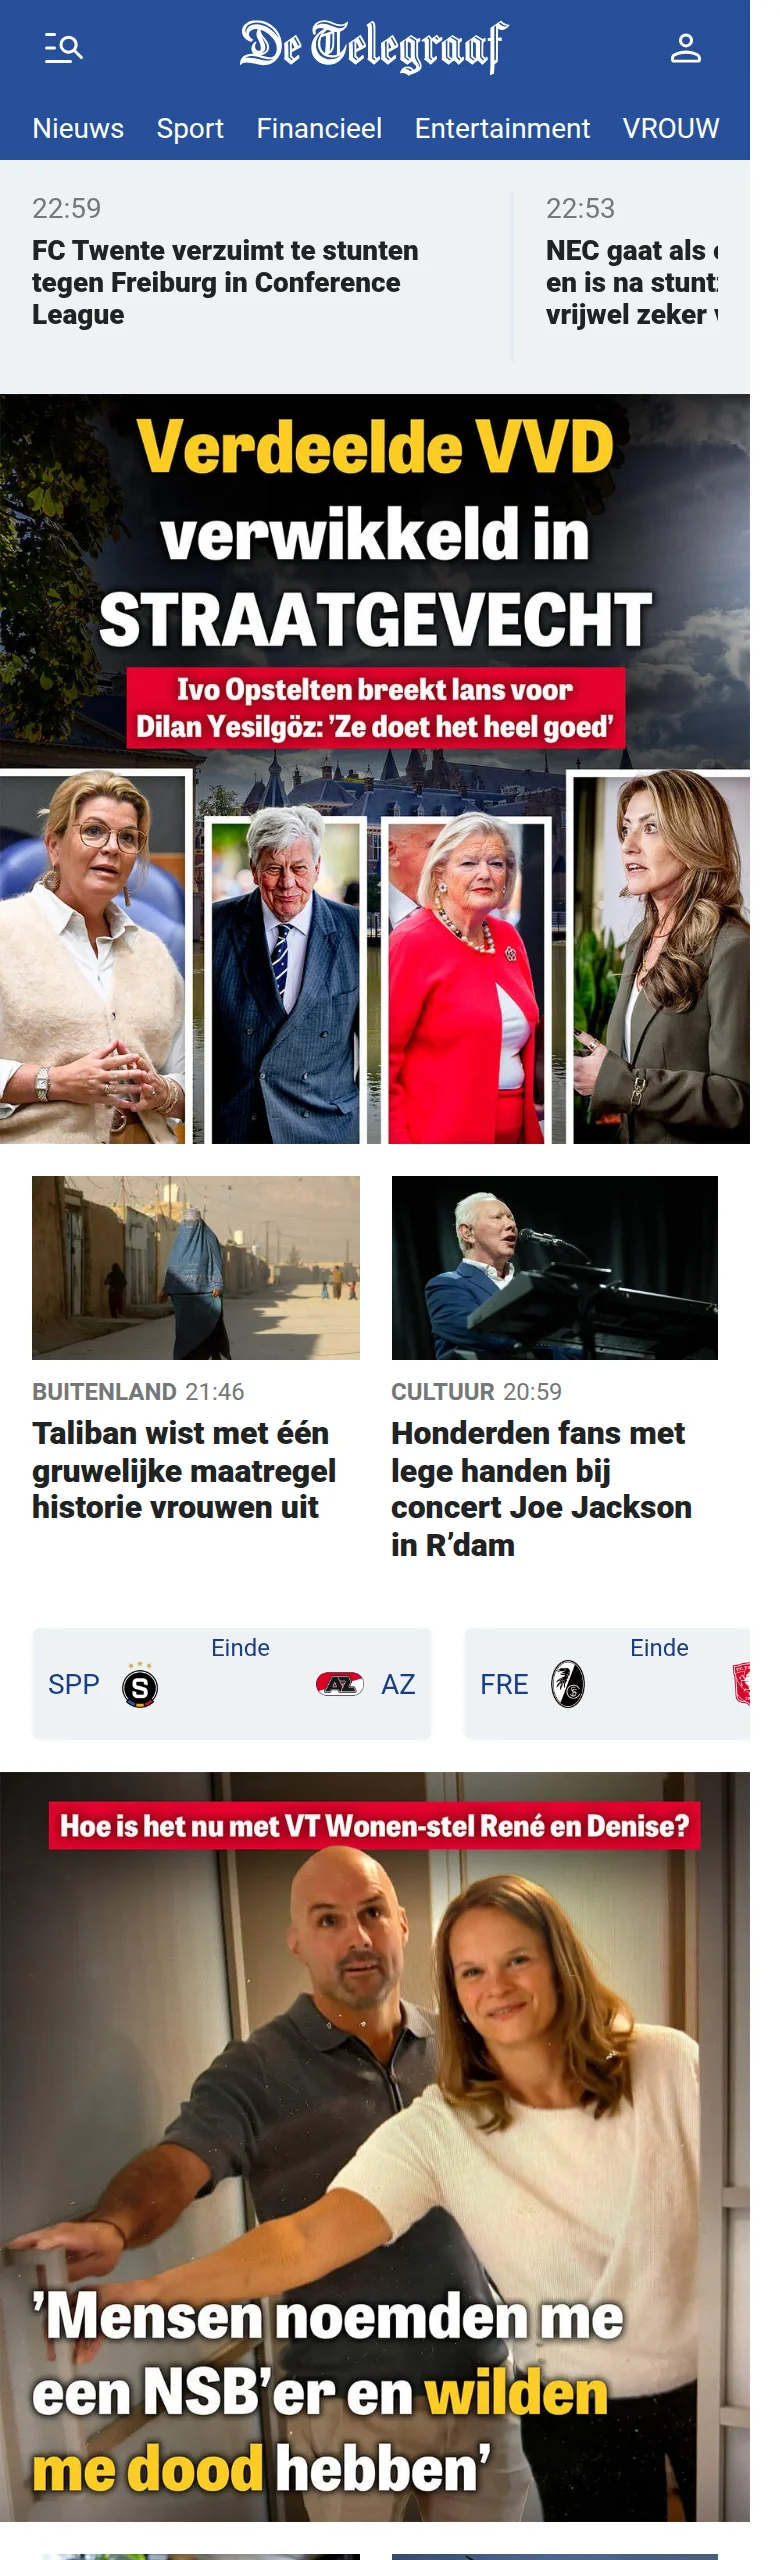 De Telegraaf
Nieuws Sport Financieel Entertainment VROUW
22:59
FC Twente verzuimt te stunten
tegen Freiburg in Conference
League
22:53
NEC gaat als
en is na stunt
vrijwel zeker
Verdeelde VVD
verwikkeld in
STRAATGEVECHT
Ivo Opstelten breekt lans voor
Dilan Yesilgöz: ’Ze doet het heel goed’
BUITENLAND 21:46
Taliban wist met één
gruwelijke maatregel
historie vrouwen uit
CULTUUR 20:59
Honderden fans met
lege handen bij
concert Joe Jackson
in R’dam
Einde
SPP S AZ AZ
Einde
FRE
Hoe is het nu met VT Wonen-stel René en Denise?
’Mensen noemden me
een NSB’er en wilden
me dood hebben’